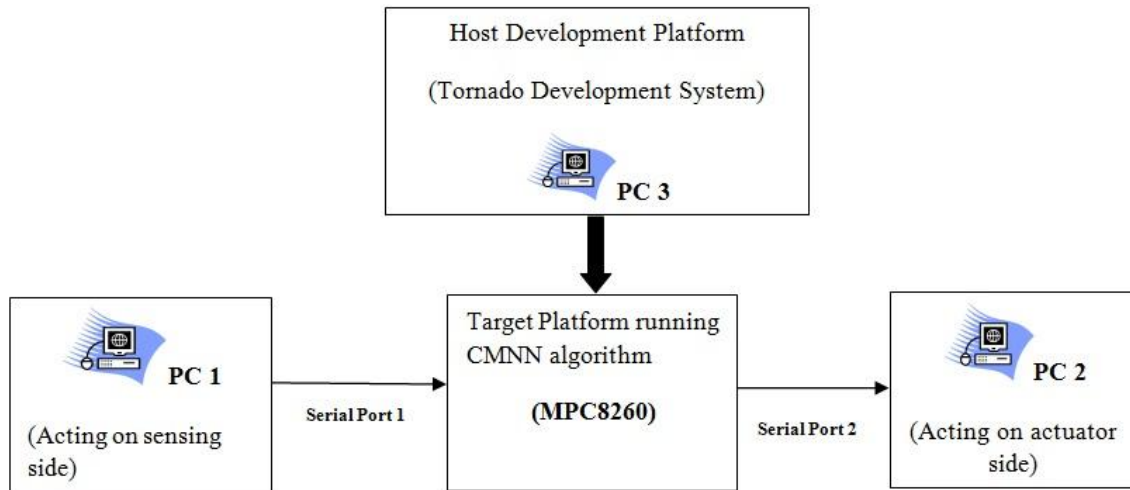 Host Development Platform
(Tornado Development System)
PC 3
PC 1
(Acting on sensing
side)
Serial Port 1
Target Platform running
CMNN algorithm
(MPC8260)
Serial Port 2
PC 2
(Acting on actuator
side)